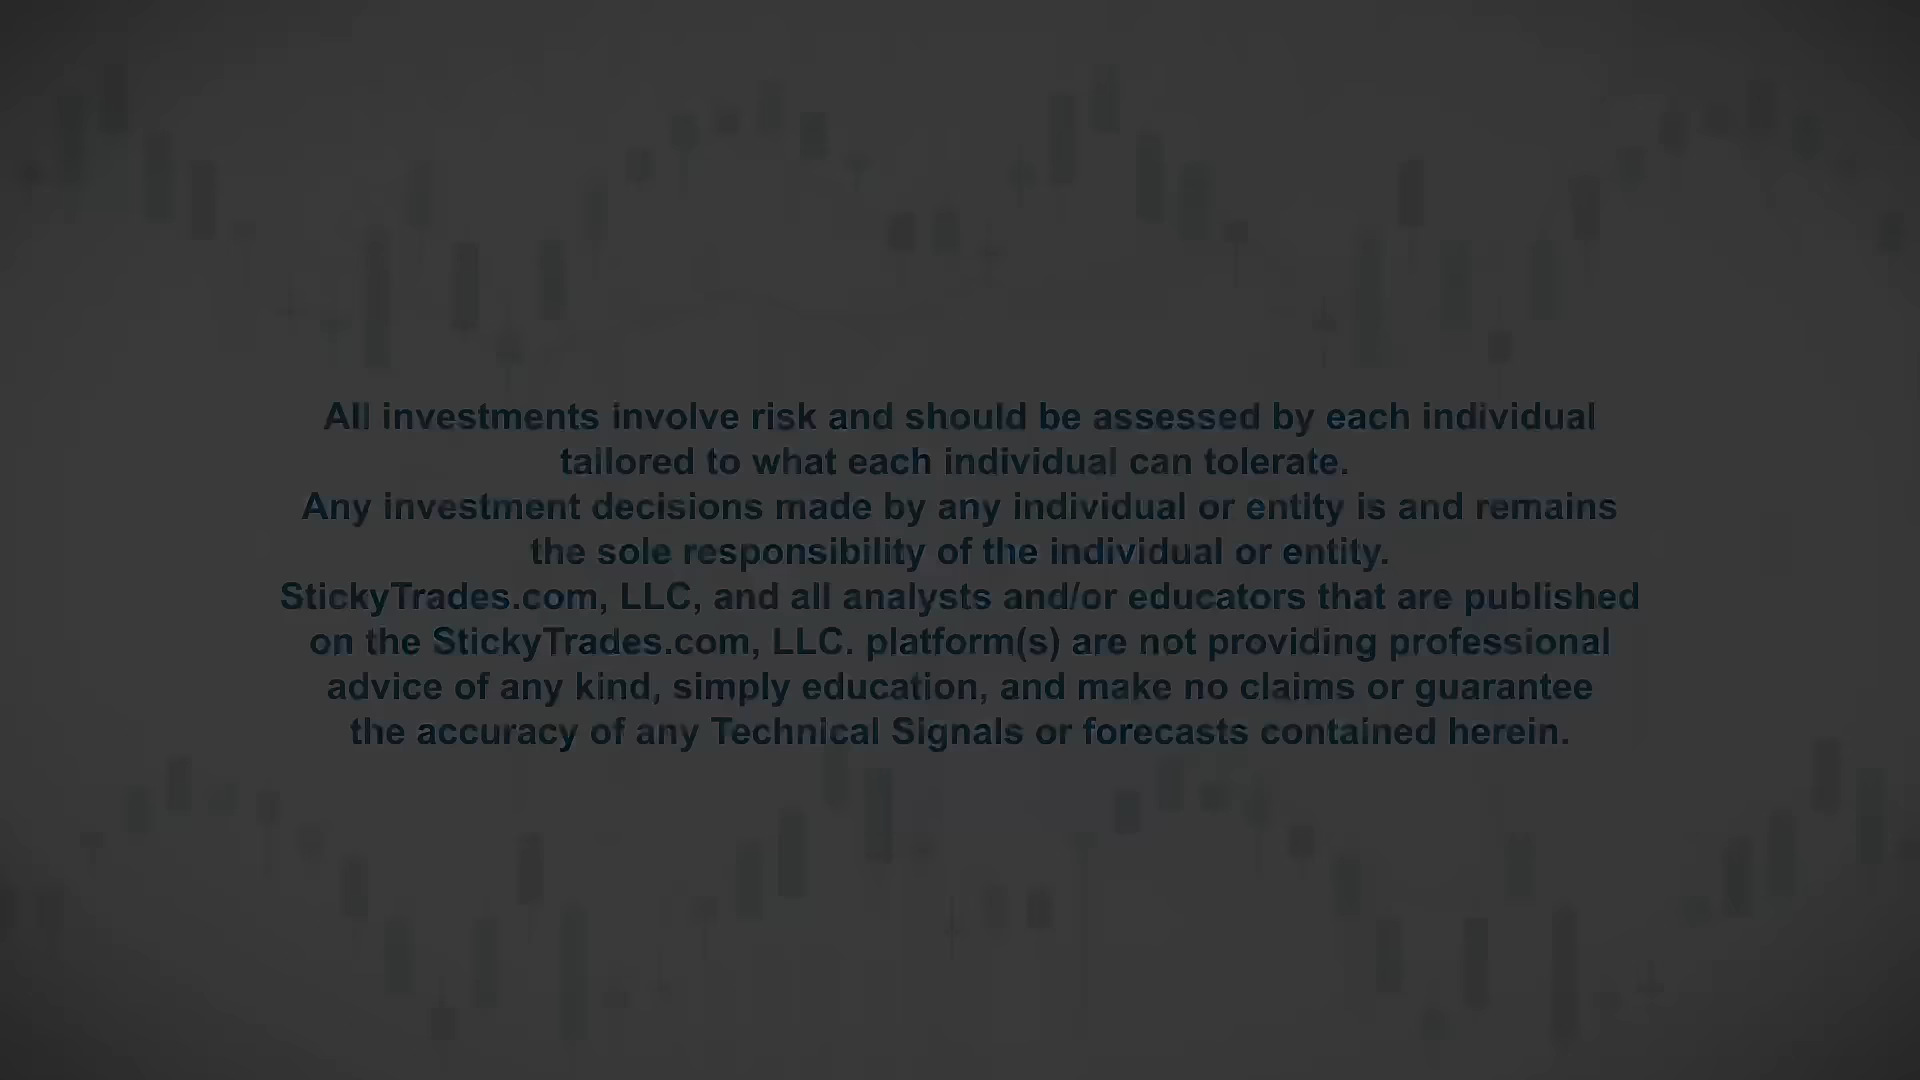 All investments involve risk and should be assessed by each individual
tailored to what each individual can tolerate.
Any investment decisions made by any individual or entity is and remains
the sole responsibility of the individual or entity.
StickyTrades.com, LLC, and all analysts and/or educators that are published
on the StickyTrades.com, LLC. platform(s) are not providing professional
advice of any kind, simply education, and make no claims or guarantee
the accuracy of any Technical Signals or forecasts contained herein.